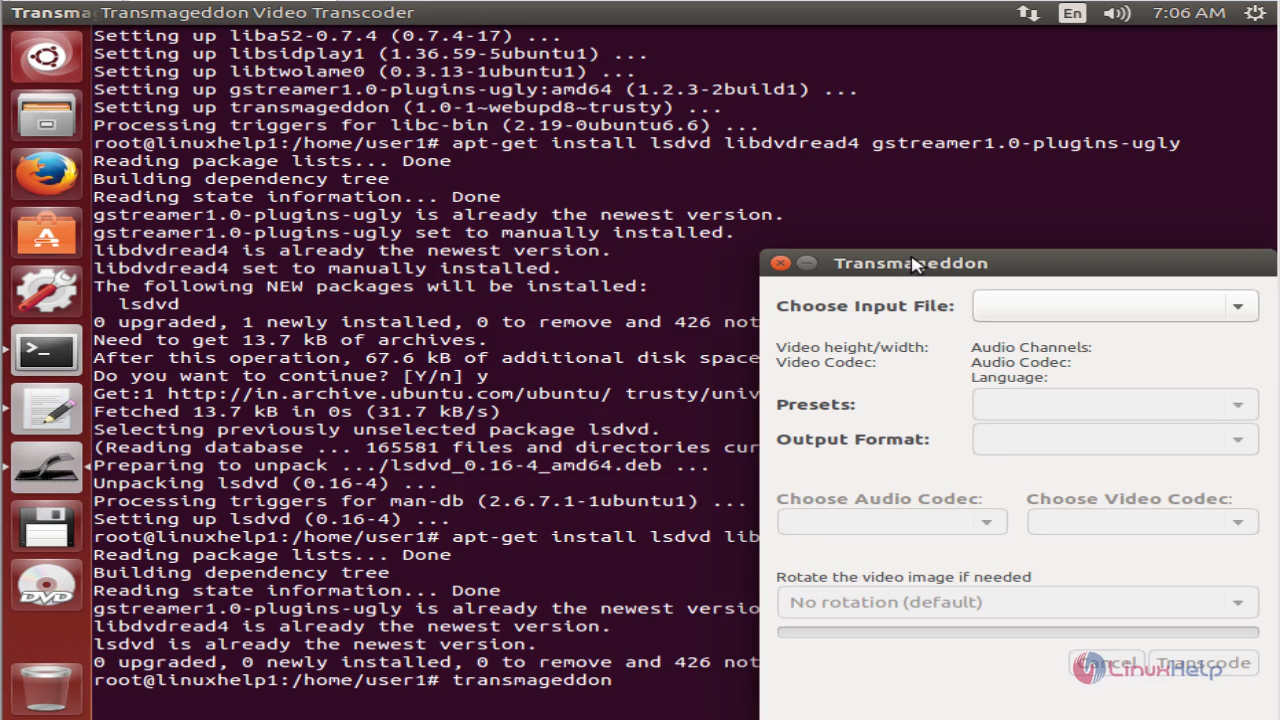 Transma Transmageddon Video Transcoder En 7:06 AM
Setting up liba52-0.7.4 (0.7.4-17) ...
Setting up libsidplay1 (1.36.59-5ubuntu1) ...
Setting up libtwolame0 (0.3.13-1ubuntu1) ...
Setting up gstreamer1.0-plugins-ugly:amd64 (1.2.3-2build1) ...
Setting up transmageddon (1.0-1~webupd8~trusty) ...
Processing triggers for libc-bin (2.19-0ubuntu6.6) ...
root@linuxhelp1:/home/user1# apt-get install lsdvd libdvdread4 gstreamer1.0-plugins-ugly
Reading package lists... Done
Building dependency tree
Reading state information... Done
gstreamer1.0-plugins-ugly is already the newest version.
gstreamer1.0-plugins-ugly set to manually installed.
libdvdread4 is already the newest version.
libdvdread4 set to manually installed.
The following NEW packages will be installed:
lsdvd
0 upgraded, 1 newly installed, 0 to remove and 426 not
Need to get 13.7 kB of archives.
After this operation, 67.6 kB of additional disk space
Do you want to continue? [Y/n] y
Get:1 http://in.archive.ubuntu.com/ubuntu/ trusty/univ
Fetched 13.7 kB in 0s (31.7 kB/s)
Selecting previously unselected package lsdvd.
(Reading database ... 165581 files and directories cur
Preparing to unpack .../lsdvd_0.16-4_amd64.deb ...
Unpacking lsdvd (0.16-4) ...
Processing triggers for man-db (2.6.7.1-1ubuntu1) ...
Setting up lsdvd (0.16-4) ...
root@linuxhelp1:/home/user1# apt-get install lsdvd lib
Reading package lists... Done
Building dependency tree
Reading state information... Done
gstreamer1.0-plugins-ugly is already the newest versio
libdvdread4 is already the newest version.
lsdvd is already the newest version.
0 upgraded, 0 newly installed, 0 to remove and 426 not
root@linuxhelp1:/home/user1# transmageddon
DVD
Transmageddon
Choose Input File:
Video height/width: Audio Channels:
Video Codec: Audio Codec:
Language:
Presets:
Output Format:
Choose Audio Codec: Choose Video Codec:
Rotate the video image if needed
No rotation (default)
Cancel Transcode
LinuxHelp